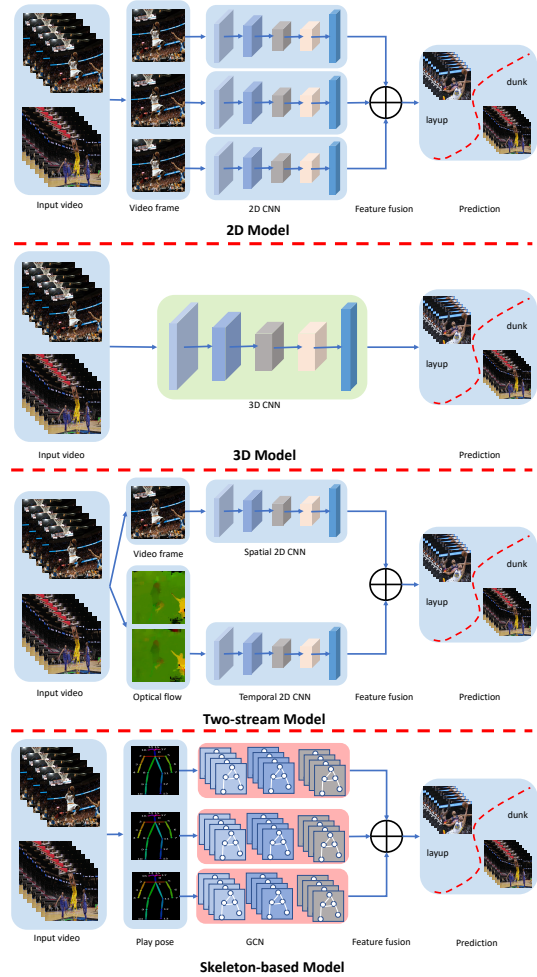 layup
dunk
Input video
Video frame
2D CNN
Feature fusion
Prediction
2D Model
layup
dunk
3D CNN
Input video
Prediction
3D Model
Video frame
Spatial 2D CNN
layup
dunk
Input video
Optical flow
Temporal 2D CNN
Feature fusion
Prediction
Two-stream Model
layup
dunk
Input video
Play pose
GCN
Feature fusion
Prediction
Skeleton-based Model